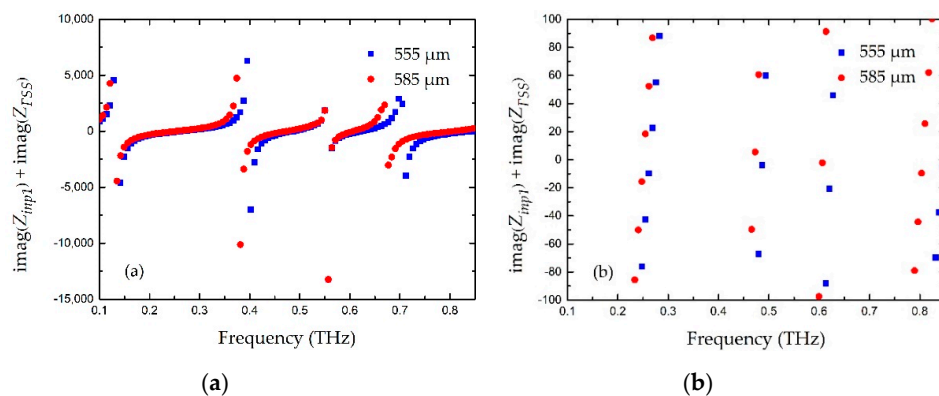 10,000
5,000
0
-5,000
-10,000
-15,000
imag(Z_inp1) + imag(Z_TSS)
555 μm
585 μm
(a)
0.1 0.2 0.3 0.4 0.5 0.6 0.7 0.8
Frequency (THz)
(a)
100
80
60
40
20
0
-20
-40
-60
-80
-100
imag(Z_inp1) + imag(Z_TSS)
555 μm
585 μm
(b)
0.1 0.2 0.3 0.4 0.5 0.6 0.7 0.8
Frequency (THz)
(b)